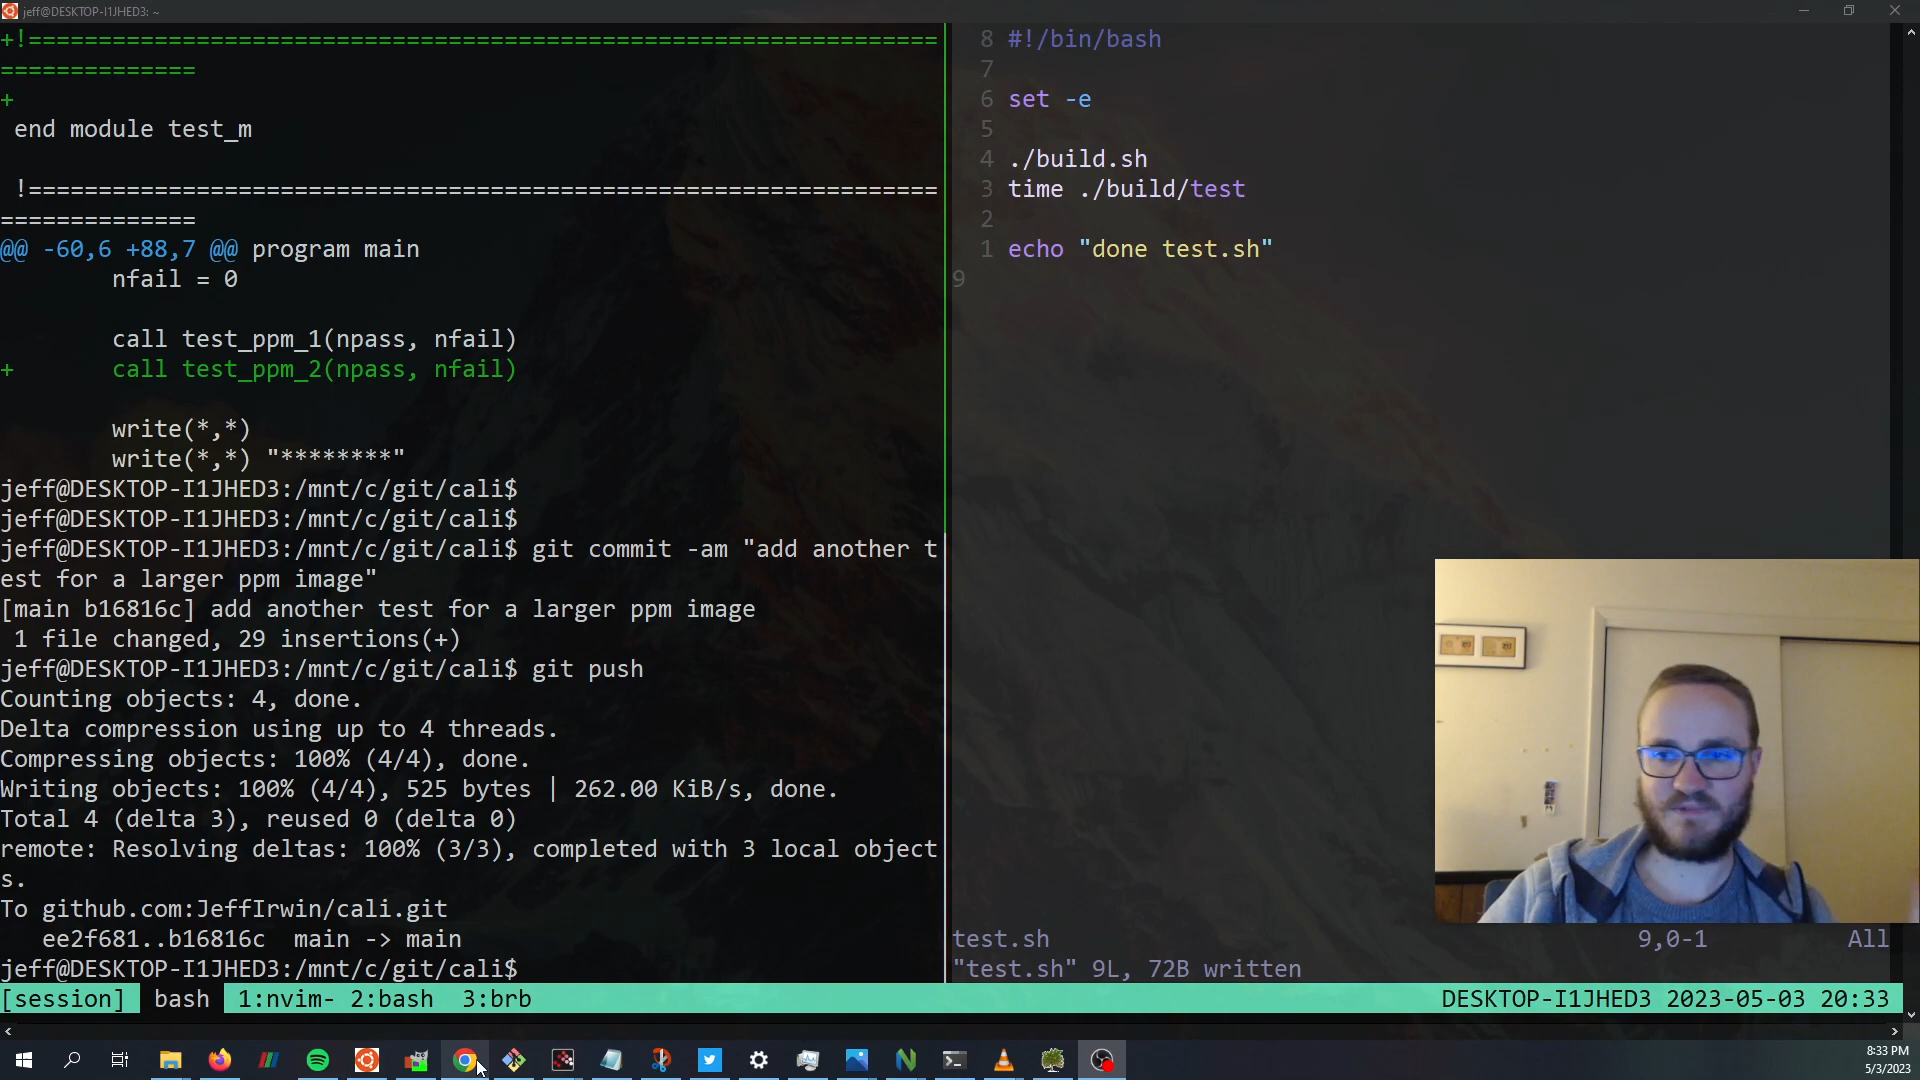 jeff@DESKTOP-I1JHED3: ~
+!=================================================================
==============
+
end module test_m
!=================================================================
==============
@@ -60,6 +88,7 @@ program main
nfail = 0
call test_ppm_1(npass, nfail)
+ call test_ppm_2(npass, nfail)
write(*,*)
write(*,*) "********"
jeff@DESKTOP-I1JHED3:/mnt/c/git/cali$
jeff@DESKTOP-I1JHED3:/mnt/c/git/cali$
jeff@DESKTOP-I1JHED3:/mnt/c/git/cali$ git commit -am "add another t
est for a larger ppm image"
[main b16816c] add another test for a larger ppm image
1 file changed, 29 insertions(+)
jeff@DESKTOP-I1JHED3:/mnt/c/git/cali$ git push
Counting objects: 4, done.
Delta compression using up to 4 threads.
Compressing objects: 100% (4/4), done.
Writing objects: 100% (4/4), 525 bytes | 262.00 KiB/s, done.
Total 4 (delta 3), reused 0 (delta 0)
remote: Resolving deltas: 100% (3/3), completed with 3 local object
s.
To github.com:JeffIrwin/cali.git
ee2f681..b16816c main -> main
jeff@DESKTOP-I1JHED3:/mnt/c/git/cali$
8 #!/bin/bash
7
6 set -e
5
4 ./build.sh
3 time ./build/test
2
1 echo "done test.sh"
9
test.sh 9,0-1 All
"test.sh" 9L, 72B written
[session] bash 1:nvim- 2:bash 3:brb DESKTOP-I1JHED3 2023-05-03 20:33
8:33 PM
5/3/2023